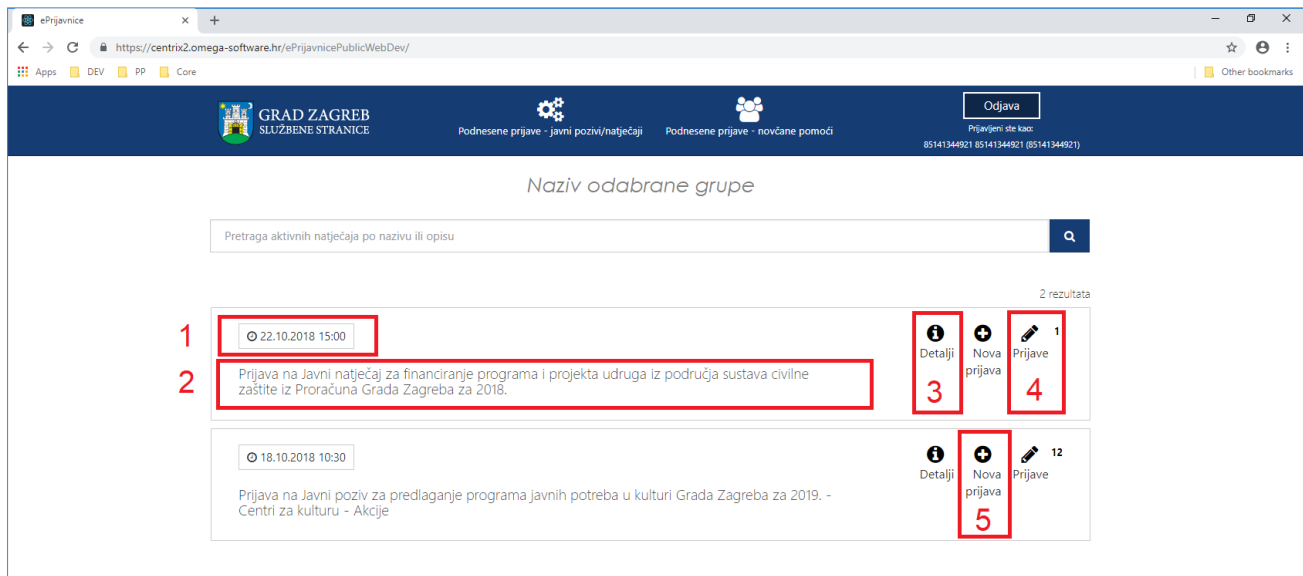 ePrijavnice
https://centrix2.omega-software.hr/ePrijavnicePublicWebDev/
Apps DEV PP Core Other bookmarks
GRAD ZAGREB
SLUŽBENE STRANICE
Podnesene prijave - javni pozivi/natječaji
Podnesene prijave - novčane pomoći
Odjava
Prijavljeni ste kao:
85141344921 85141344921 (85141344921)
Naziv odabrane grupe
Pretraga aktivnih natječaja po nazivu ili opisu
2 rezultata
1
22.10.2018 15:00
2
Prijava na Javni natječaj za financiranje programa i projekta udruga iz područja sustava civilne
zaštite iz Proračuna Grada Zagreba za 2018.
Detalji
3
Nova
prijava
1
Prijave
4
18.10.2018 10:30
Prijava na Javni poziv za predlaganje programa javnih potreba u kulturi Grada Zagreba za 2019. -
Centri za kulturu - Akcije
Detalji
Nova
prijava
5
12
Prijave